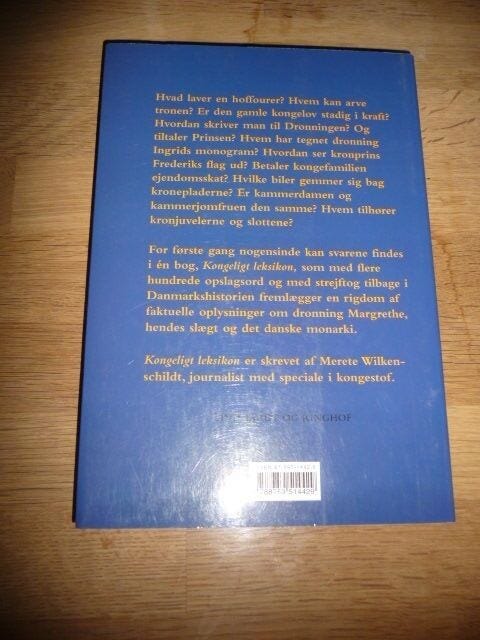 Hvad laver en hoffourer? Hvem kan arve
tronen? Er den gamle kongelov stadig i kraft?
Hvordan skriver man til Dronningen? Og
tiltaler Prinsen? Hvem har tegnet dronning
Ingrids monogram? Hvordan ser kronprins
Frederiks flag ud? Betaler kongefamilien
ejendomsskat? Hvilke biler gemmer sig bag
kronepladerne? Er kammerdamen og
kammerjomfruen den samme? Hvem tilhører
kronjuvelerne og slottene?
For første gang nogensinde kan svarene findes
i én bog, Kongeligt leksikon, som med flere
hundrede opslagsord og med strejftog tilbage i
Danmarkshistorien fremlægger en rigdom af
faktuelle oplysninger om dronning Margrethe,
hendes slægt og det danske monarki.
Kongeligt leksikon er skrevet af Merete Wilken-
schildt, journalist med speciale i kongestof.
OG RINGHOF